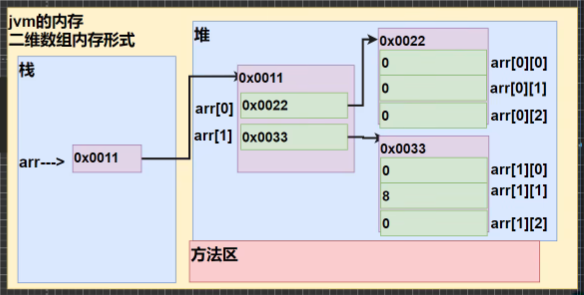 jvm的内存
二维数组内存形式
栈
arr---> 0x0011
堆
0x0011
arr[0] 0x0022
arr[1] 0x0033
0x0022
0 arr[0][0]
0 arr[0][1]
0 arr[0][2]
0x0033
0 arr[1][0]
8 arr[1][1]
0 arr[1][2]
方法区